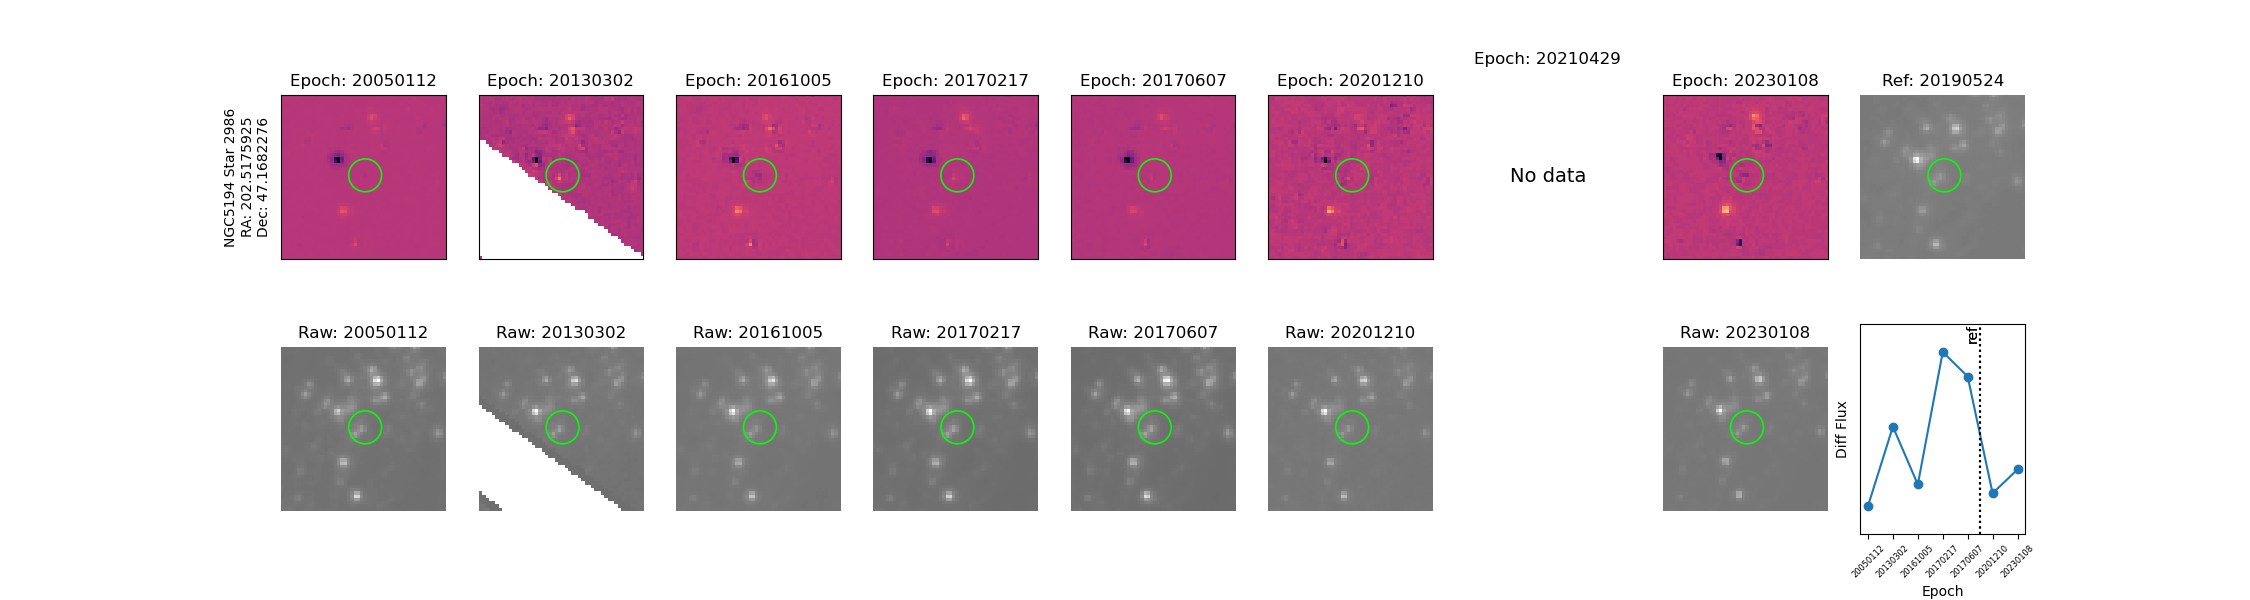 Epoch: 20210429
Epoch: 20050112
Epoch: 20130302
Epoch: 20161005
Epoch: 20170217
Epoch: 20170607
Epoch: 20201210
Epoch: 20230108
Ref: 20190524
NGC5194 Star 2986
RA: 202.5175925
Dec: 47.1682276
No data
Raw: 20050112
Raw: 20130302
Raw: 20161005
Raw: 20170217
Raw: 20170607
Raw: 20201210
Raw: 20230108
ref
Diff Flux
20050112
20130302
20161005
20170217
20170607
20201210
20230108
Epoch